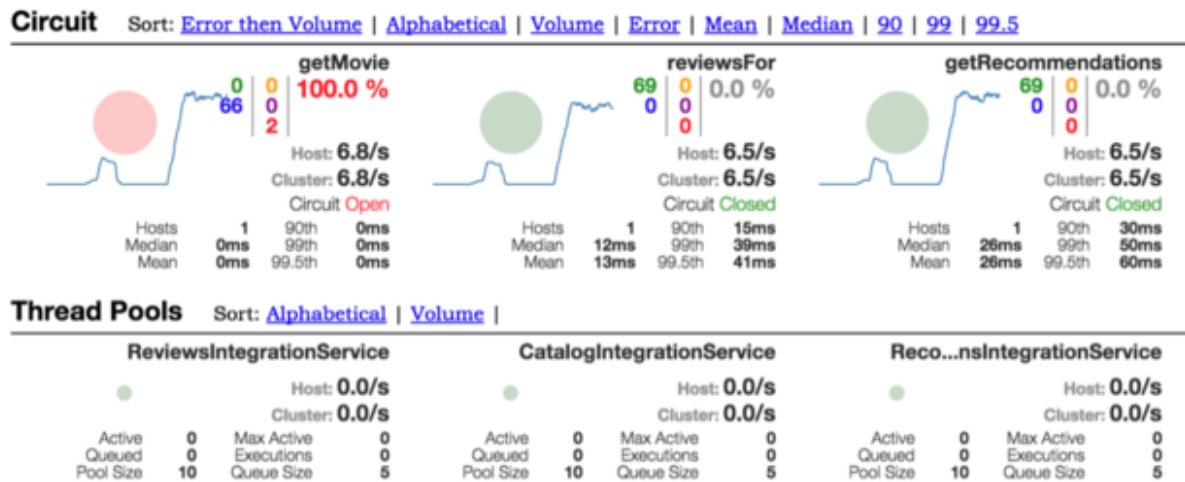 Circuit Sort: Error then Volume | Alphabetical | Volume | Error | Mean | Median | 90 | 99 | 99.5
getMovie
0 0 100.0 %
66 0
2
Host: 6.8/s
Cluster: 6.8/s
Circuit Open
Hosts 1 90th 0ms
Median 0ms 99th 0ms
Mean 0ms 99.5th 0ms
reviewsFor
69 0 0.0 %
0 0
0
Host: 6.5/s
Cluster: 6.5/s
Circuit Closed
Hosts 1 90th 15ms
Median 12ms 99th 39ms
Mean 13ms 99.5th 41ms
getRecommendations
69 0 0.0 %
0 0
0
Host: 6.5/s
Cluster: 6.5/s
Circuit Closed
Hosts 1 90th 30ms
Median 26ms 99th 50ms
Mean 26ms 99.5th 60ms
Thread Pools Sort: Alphabetical | Volume |
ReviewsIntegrationService
Host: 0.0/s
Cluster: 0.0/s
Active 0 Max Active 0
Queued 0 Executions 0
Pool Size 10 Queue Size 5
CatalogIntegrationService
Host: 0.0/s
Cluster: 0.0/s
Active 0 Max Active 0
Queued 0 Executions 0
Pool Size 10 Queue Size 5
Reco...nsIntegrationService
Host: 0.0/s
Cluster: 0.0/s
Active 0 Max Active 0
Queued 0 Executions 0
Pool Size 10 Queue Size 5